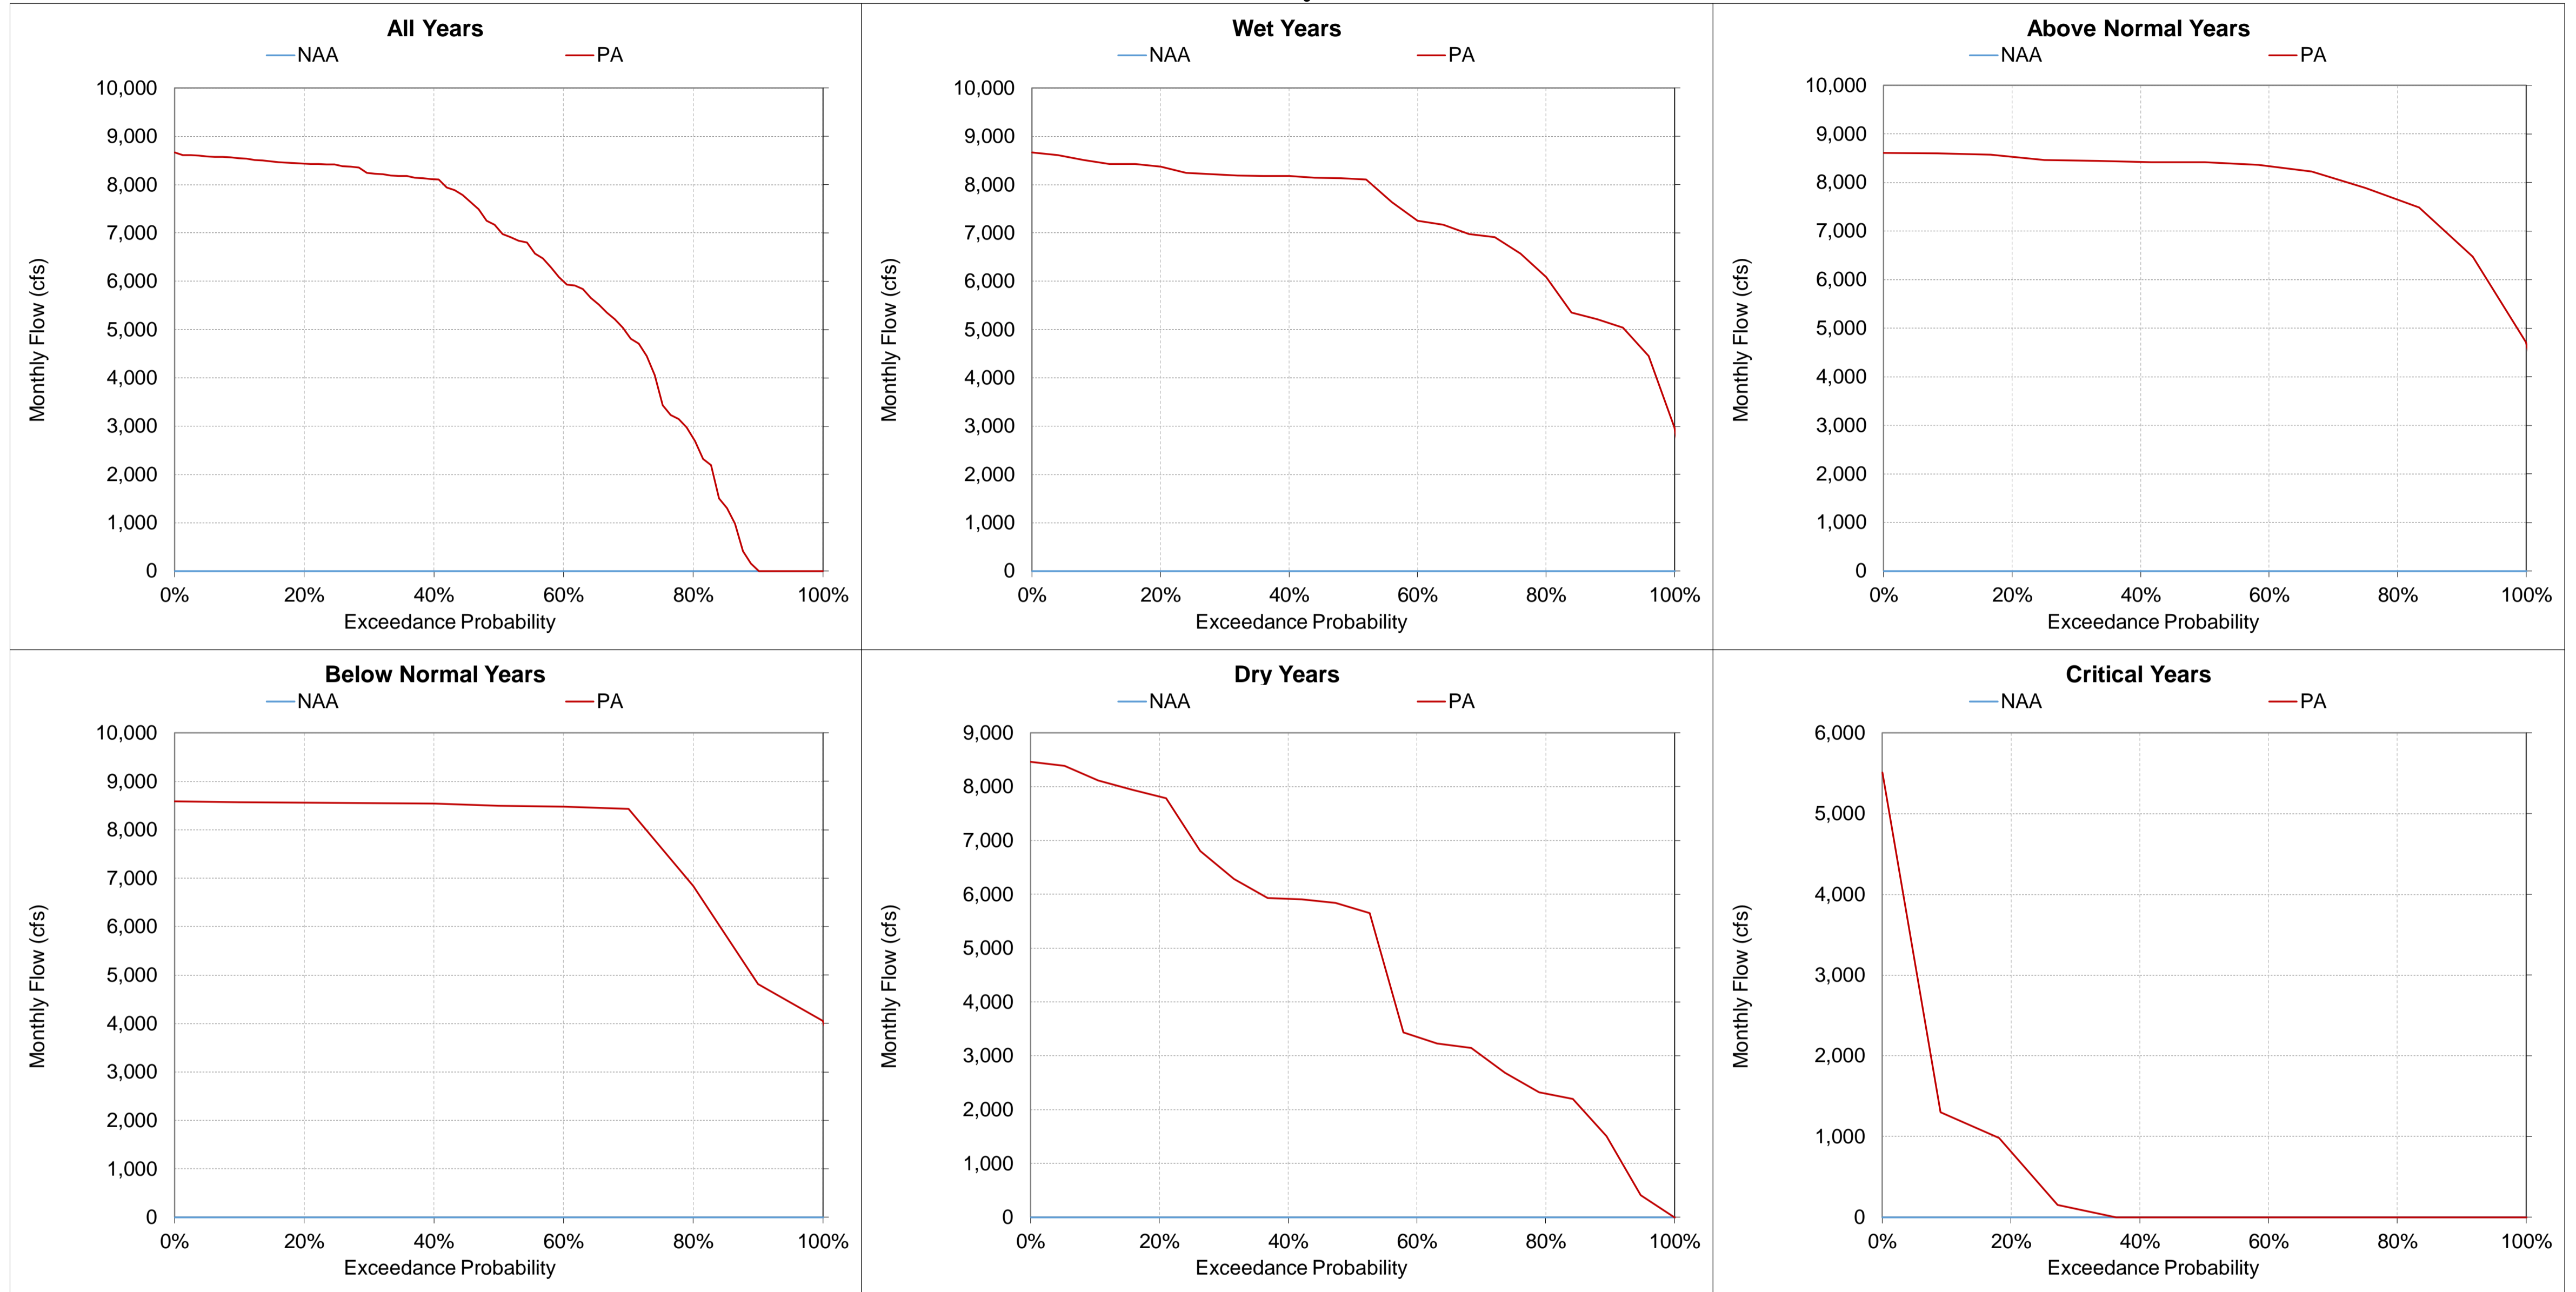 All Years
NAA PA
10,000
9,000
8,000
7,000
6,000
5,000
4,000
3,000
2,000
1,000
0
0% 20% 40% 60% 80% 100%
Monthly Flow (cfs)
Exceedance Probability
Wet Years
NAA PA
10,000
9,000
8,000
7,000
6,000
5,000
4,000
3,000
2,000
1,000
0
0% 20% 40% 60% 80% 100%
Monthly Flow (cfs)
Exceedance Probability
Above Normal Years
NAA PA
10,000
9,000
8,000
7,000
6,000
5,000
4,000
3,000
2,000
1,000
0
0% 20% 40% 60% 80% 100%
Monthly Flow (cfs)
Exceedance Probability
Below Normal Years
NAA PA
10,000
9,000
8,000
7,000
6,000
5,000
4,000
3,000
2,000
1,000
0
0% 20% 40% 60% 80% 100%
Monthly Flow (cfs)
Exceedance Probability
Dry Years
NAA PA
9,000
8,000
7,000
6,000
5,000
4,000
3,000
2,000
1,000
0
0% 20% 40% 60% 80% 100%
Monthly Flow (cfs)
Exceedance Probability
Critical Years
NAA PA
6,000
5,000
4,000
3,000
2,000
1,000
0
0% 20% 40% 60% 80% 100%
Monthly Flow (cfs)
Exceedance Probability